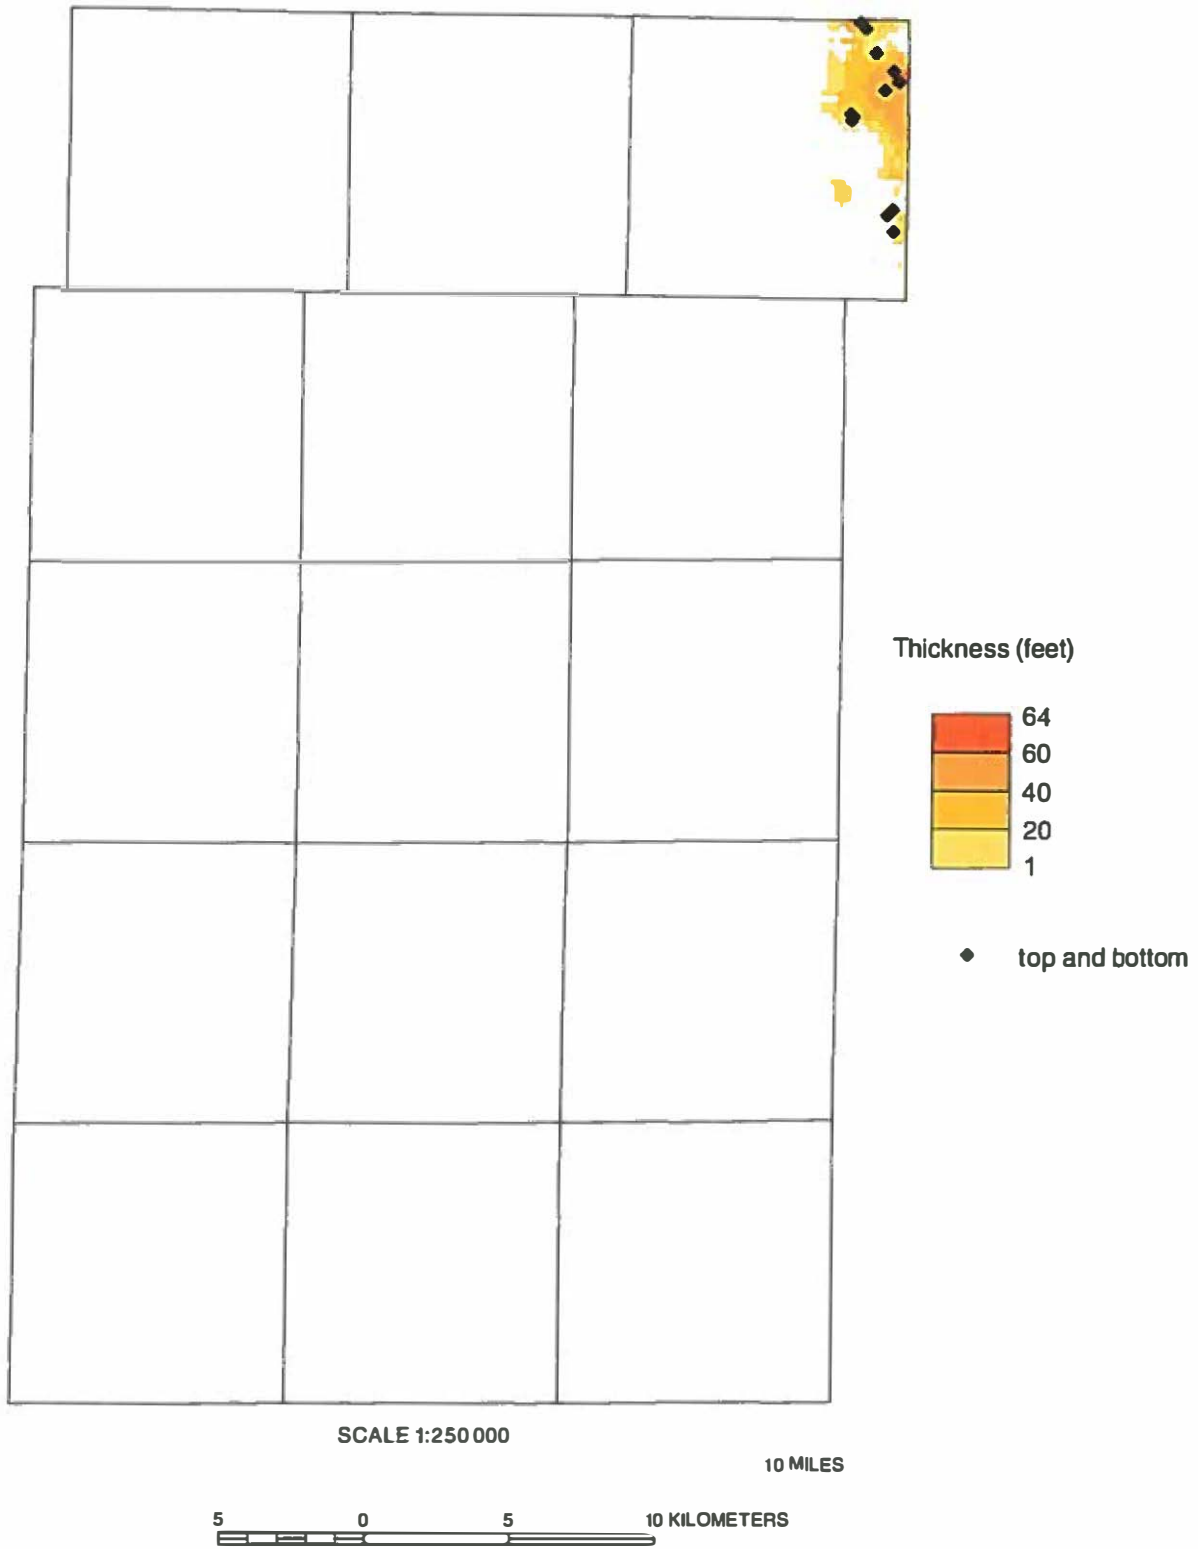 Thickness (feet)
64
60
40
20
1
top and bottom
SCALE 1:250 000
10 MILES
5 0 5 10 KILOMETERS